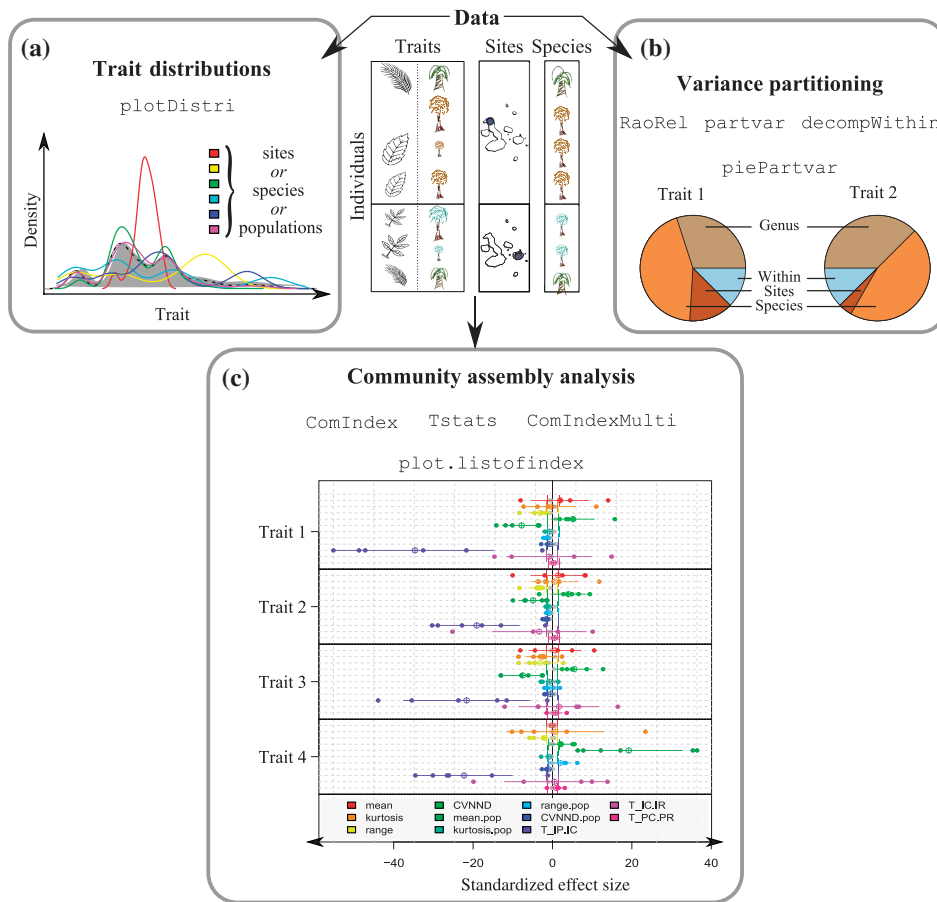 Data
(a)
Trait distributions
plotDistri
sites
or
species
or
populations
Density
Trait
Traits
Sites
Species
Individuals
(b)
Variance partitioning
RaoRel partvar decompWithin
piePartvar
Trait 1
Trait 2
Genus
Within
Sites
Species
(c)
Community assembly analysis
ComIndex Tstats ComIndexMulti
plot.listofindex
Trait 1
Trait 2
Trait 3
Trait 4
mean
kurtosis
range
CVNND
mean.pop
kurtosis.pop
range.pop
CVNND.pop
T_IP.IC
T_IC.IR
T_PC.PR
−40 −20 0 20 40
Standardized effect size